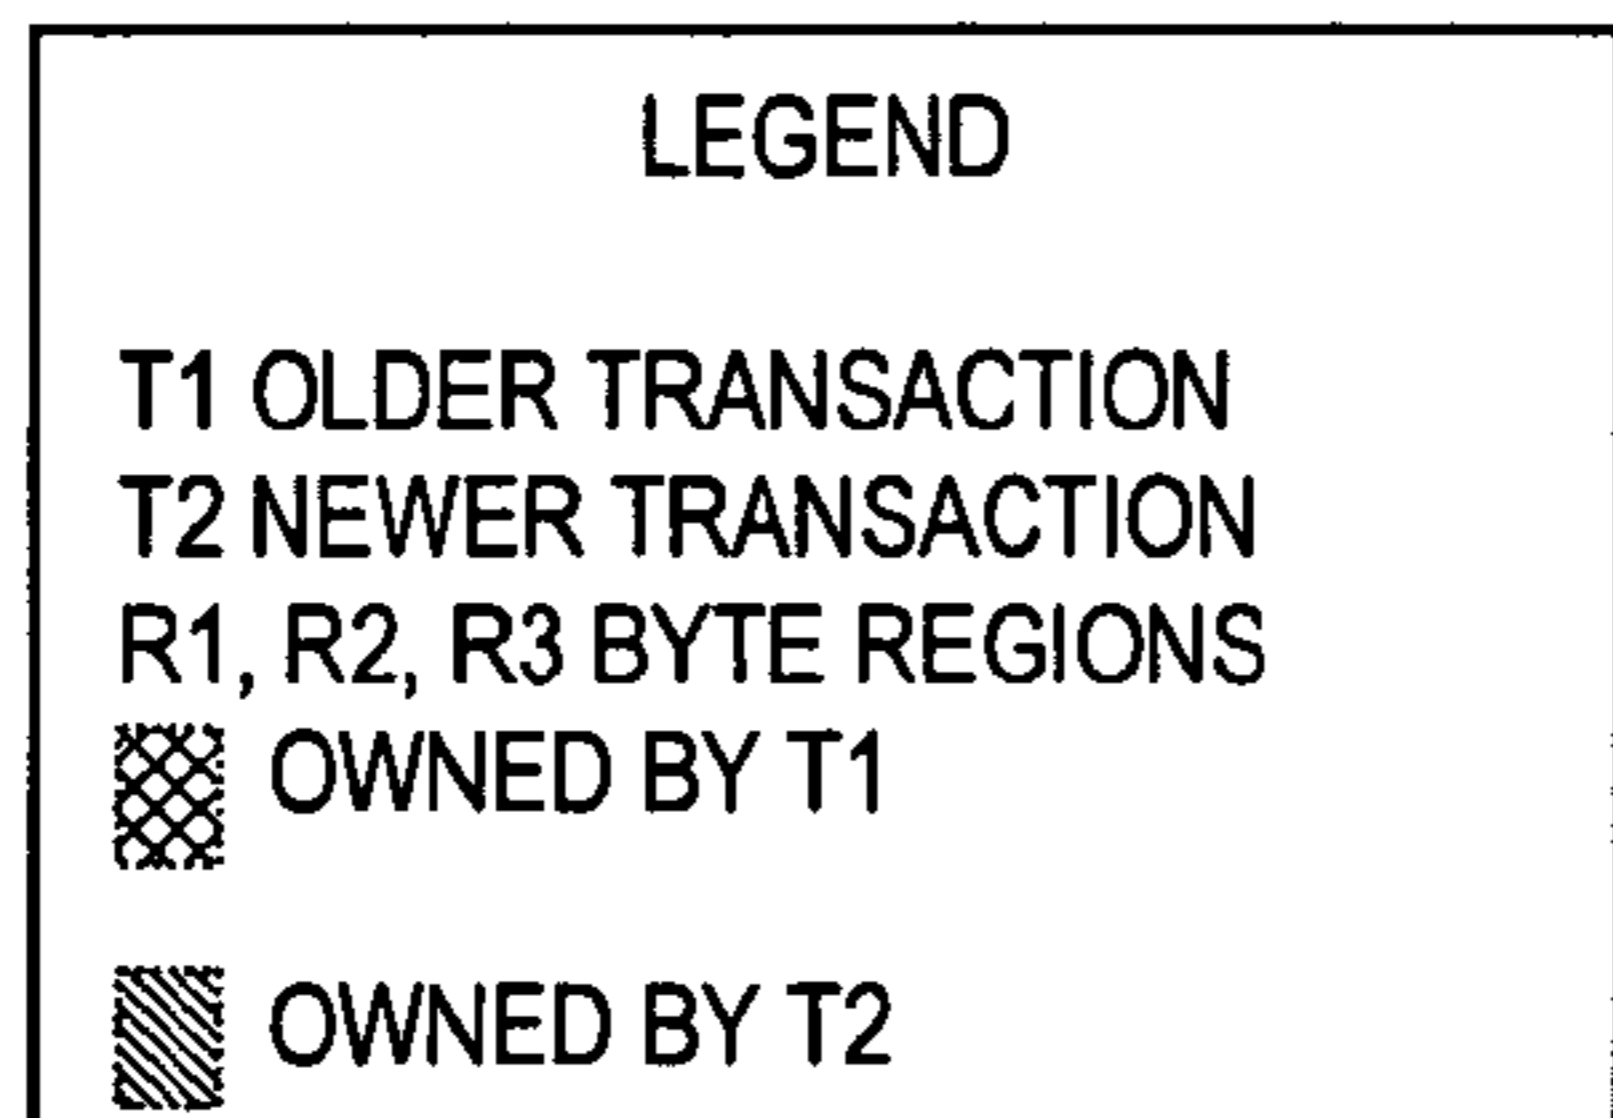 LEGEND
T1 OLDER TRANSACTION
T2 NEWER TRANSACTION
R1, R2, R3 BYTE REGIONS
OWNED BY T1
OWNED BY T2